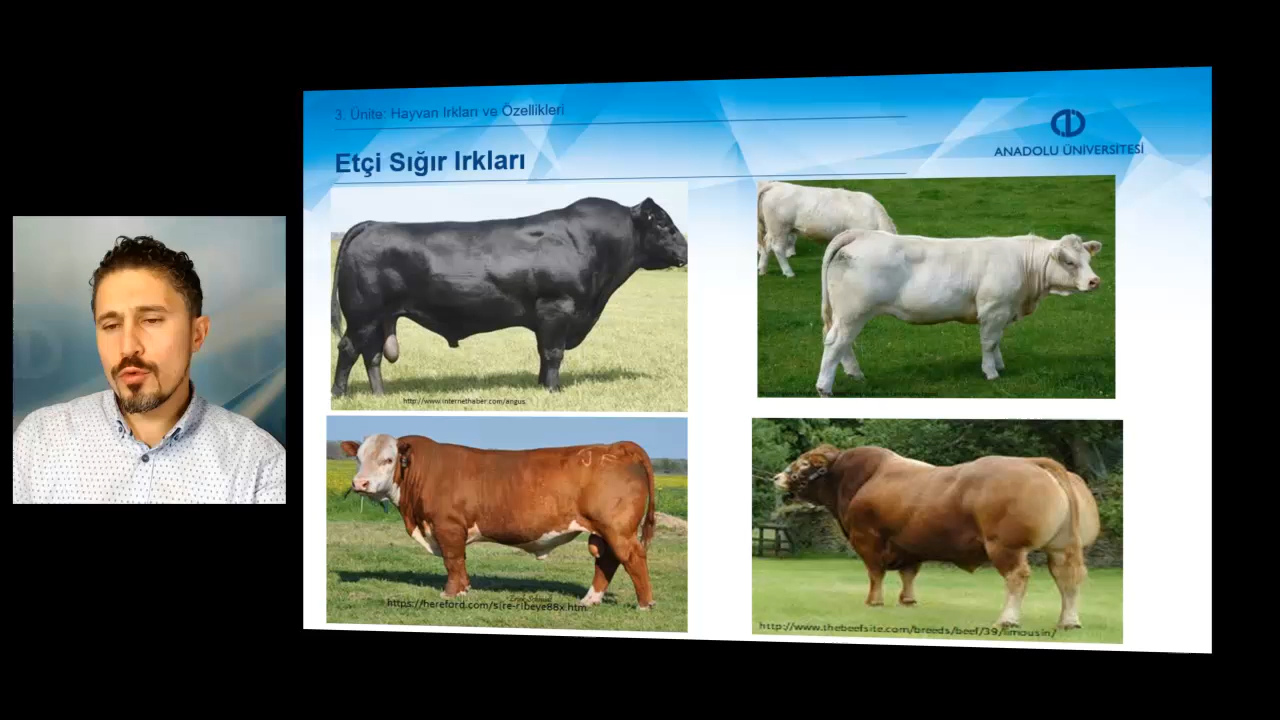 3. Ünite: Hayvan Irkları ve Özellikleri
Etçi Sığır Irkları
ANADOLU ÜNİVERSİTESİ
http://www.internethaber.com/angus.
https://hereford.com/sire-ribeye88x.htm
http://www.thebeefsite.com/breeds/beef/39/limousin/